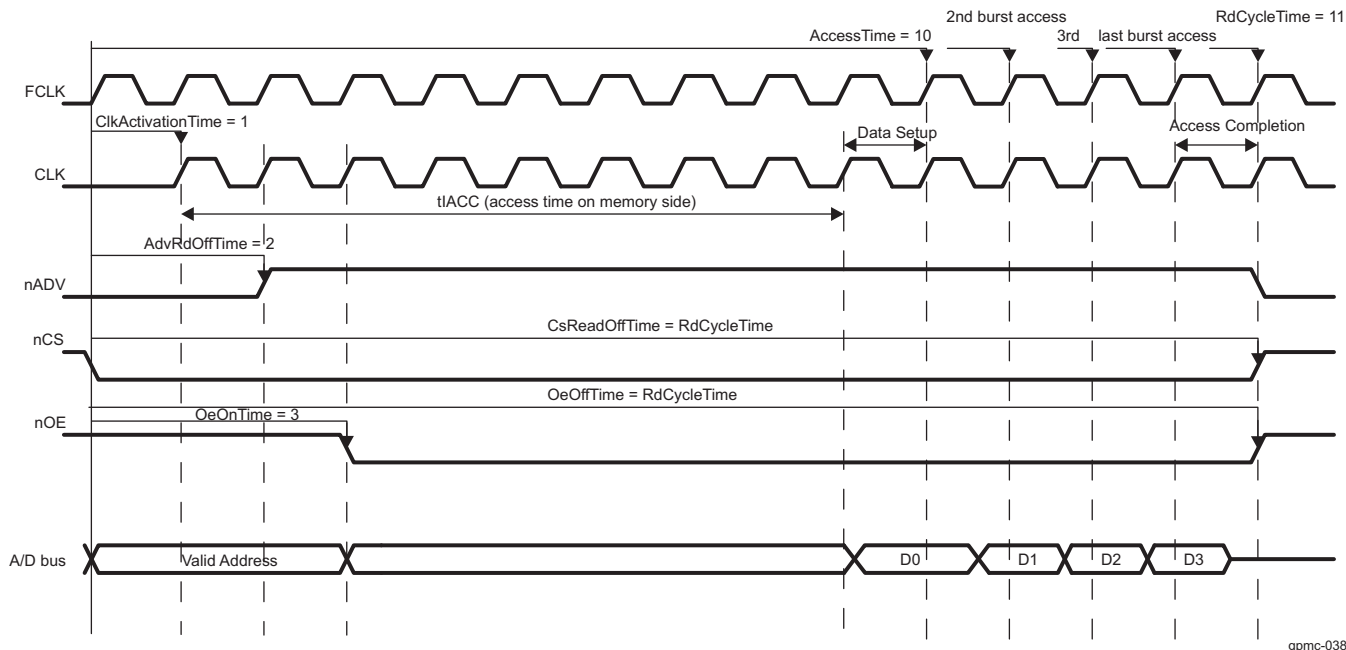 2nd burst access
RdCycleTime = 11
AccessTime = 10
3rd
last burst access
FCLK
ClkActivationTime = 1
Data Setup
Access Completion
CLK
tIACC (access time on memory side)
AdvRdOffTime = 2
nADV
CsReadOffTime = RdCycleTime
nCS
OeOffTime = RdCycleTime
OeOnTime = 3
nOE
A/D bus
Valid Address
D0
D1
D2
D3
gpmc-038